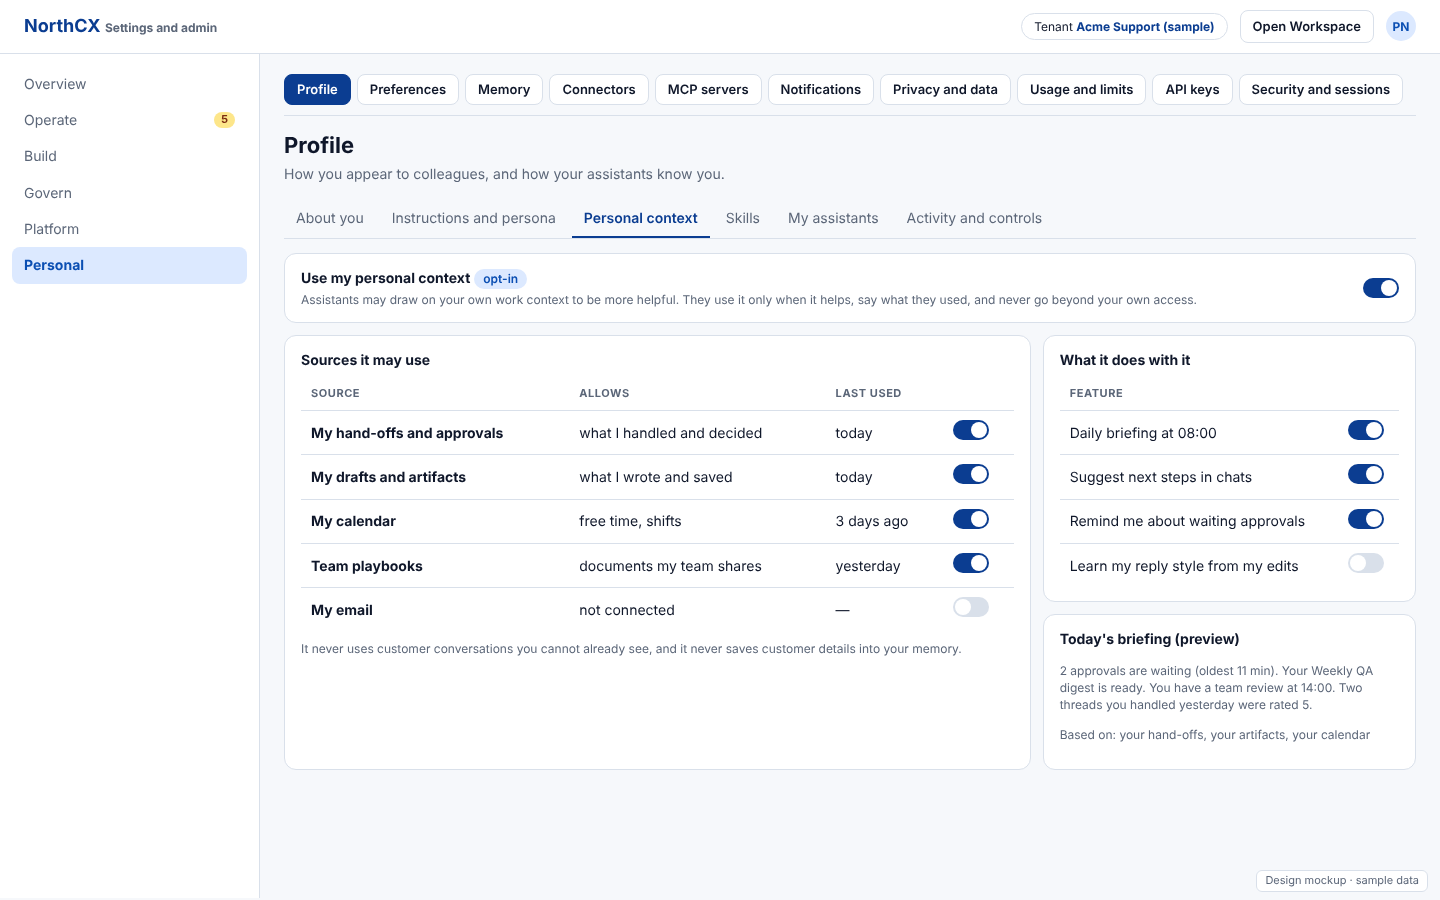 NorthCX Settings and admin
Tenant Acme Support (sample)
Open Workspace
PN
Overview
Operate 5
Build
Govern
Platform
Personal
Profile Preferences Memory Connectors MCP servers Notifications Privacy and data Usage and limits API keys Security and sessions
Profile
How you appear to colleagues, and how your assistants know you.
About you Instructions and persona Personal context Skills My assistants Activity and controls
Use my personal context opt-in
Assistants may draw on your own work context to be more helpful. They use it only when it helps, say what they used, and never go beyond your own access.
Sources it may use
SOURCE ALLOWS LAST USED
My hand-offs and approvals what I handled and decided today
My drafts and artifacts what I wrote and saved today
My calendar free time, shifts 3 days ago
Team playbooks documents my team shares yesterday
My email not connected —
It never uses customer conversations you cannot already see, and it never saves customer details into your memory.
What it does with it
FEATURE
Daily briefing at 08:00
Suggest next steps in chats
Remind me about waiting approvals
Learn my reply style from my edits
Today's briefing (preview)
2 approvals are waiting (oldest 11 min). Your Weekly QA
digest is ready. You have a team review at 14:00. Two
threads you handled yesterday were rated 5.
Based on: your hand-offs, your artifacts, your calendar
Design mockup · sample data